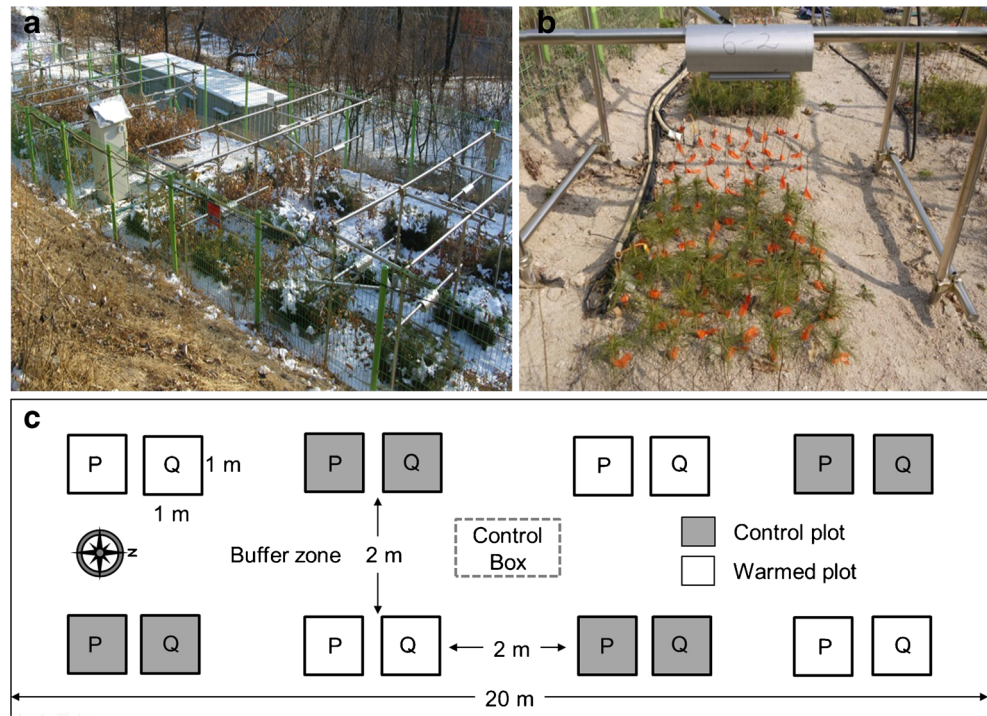 a
b
6-2
c
P Q 1 m P Q P Q P Q
1 m
N
Buffer zone 2 m
Control
Box
Control plot
Warmed plot
P Q P Q 2 m P Q P Q
20 m